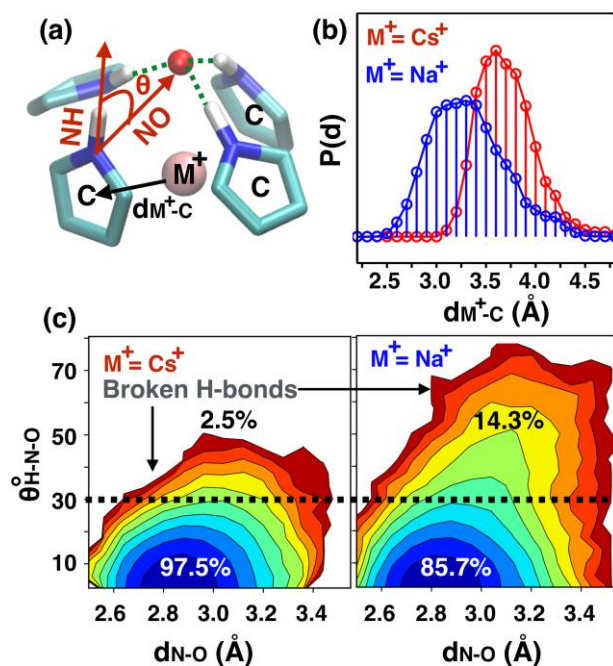 (a)
θ
NH
NO
C
C
C
M+
dM+-C
(b)
M+= Cs+
M+= Na+
P(d)
2.5 3.0 3.5 4.0 4.5
dM+-C (Å)
(c)
M+= Cs+
M+= Na+
Broken H-bonds
2.5%
14.3%
97.5%
85.7%
θ°H-N-O
70
50
30
10
2.6 2.8 3.0 3.2 3.4
2.6 2.8 3.0 3.2 3.4
dN-O (Å)
dN-O (Å)